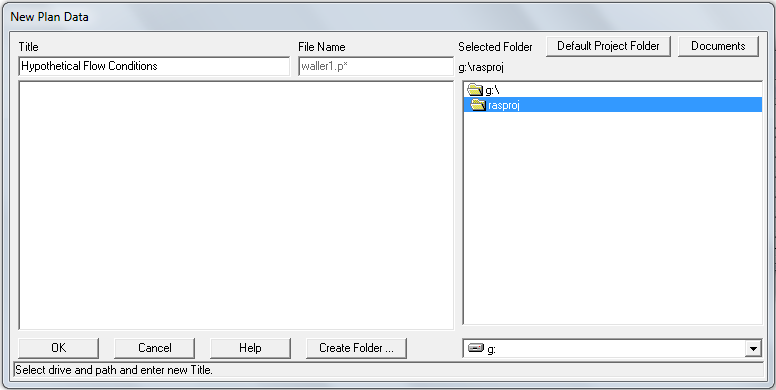 New Plan Data
Title
File Name
Selected Folder
Default Project Folder
Documents
Hypothetical Flow Conditions
waller1.p*
g:\rasproj
g:\
rasproj
OK
Cancel
Help
Create Folder ...
g:
Select drive and path and enter new Title.